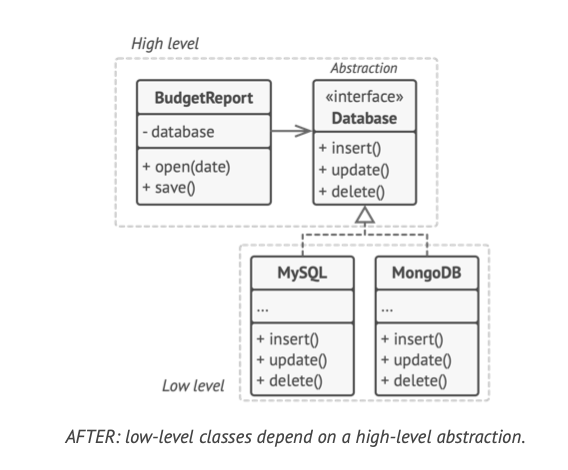 High level
Abstraction
BudgetReport
- database
+ open(date)
+ save()
«interface»
Database
+ insert()
+ update()
+ delete()
MySQL
...
+ insert()
+ update()
+ delete()
MongoDB
...
+ insert()
+ update()
+ delete()
Low level
AFTER: low-level classes depend on a high-level abstraction.